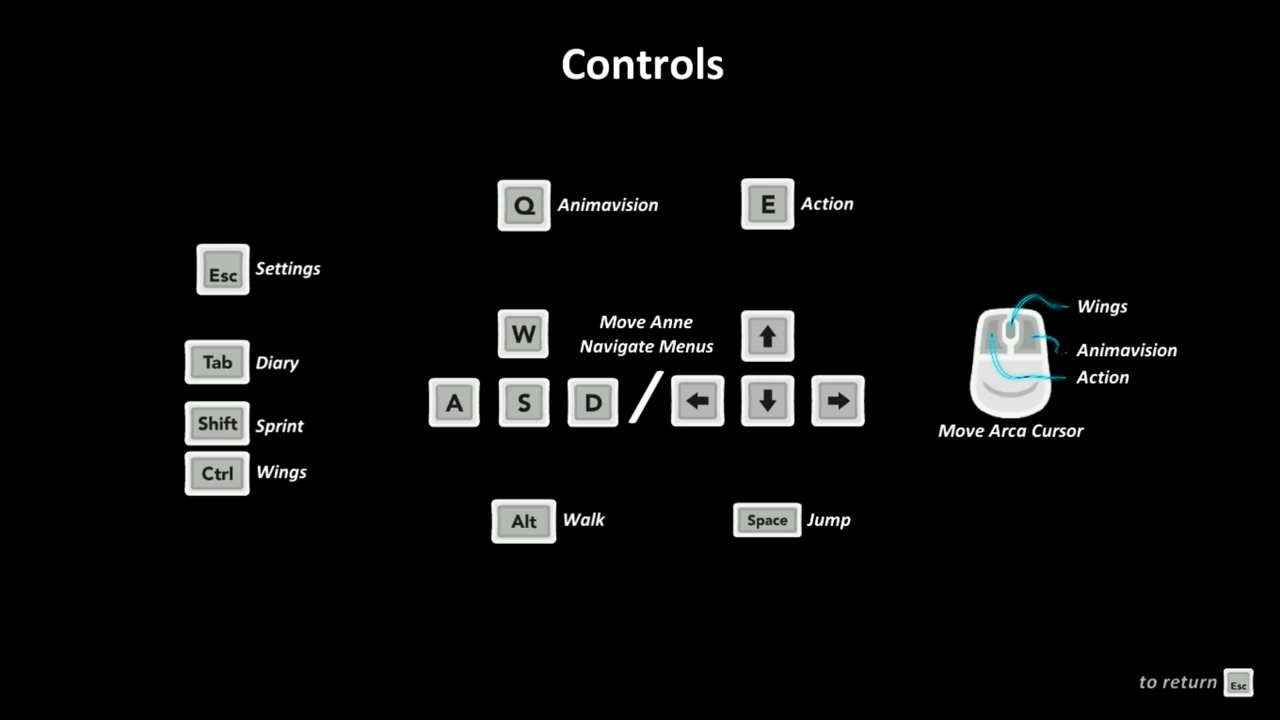 Controls
Q Animavision
E Action
Esc Settings
Wings
W
Move Anne
Navigate Menus
Animavision
Tab Diary
Action
A S D /
Shift Sprint
Move Arca Cursor
Ctrl Wings
Alt Walk
Space Jump
to return Esc